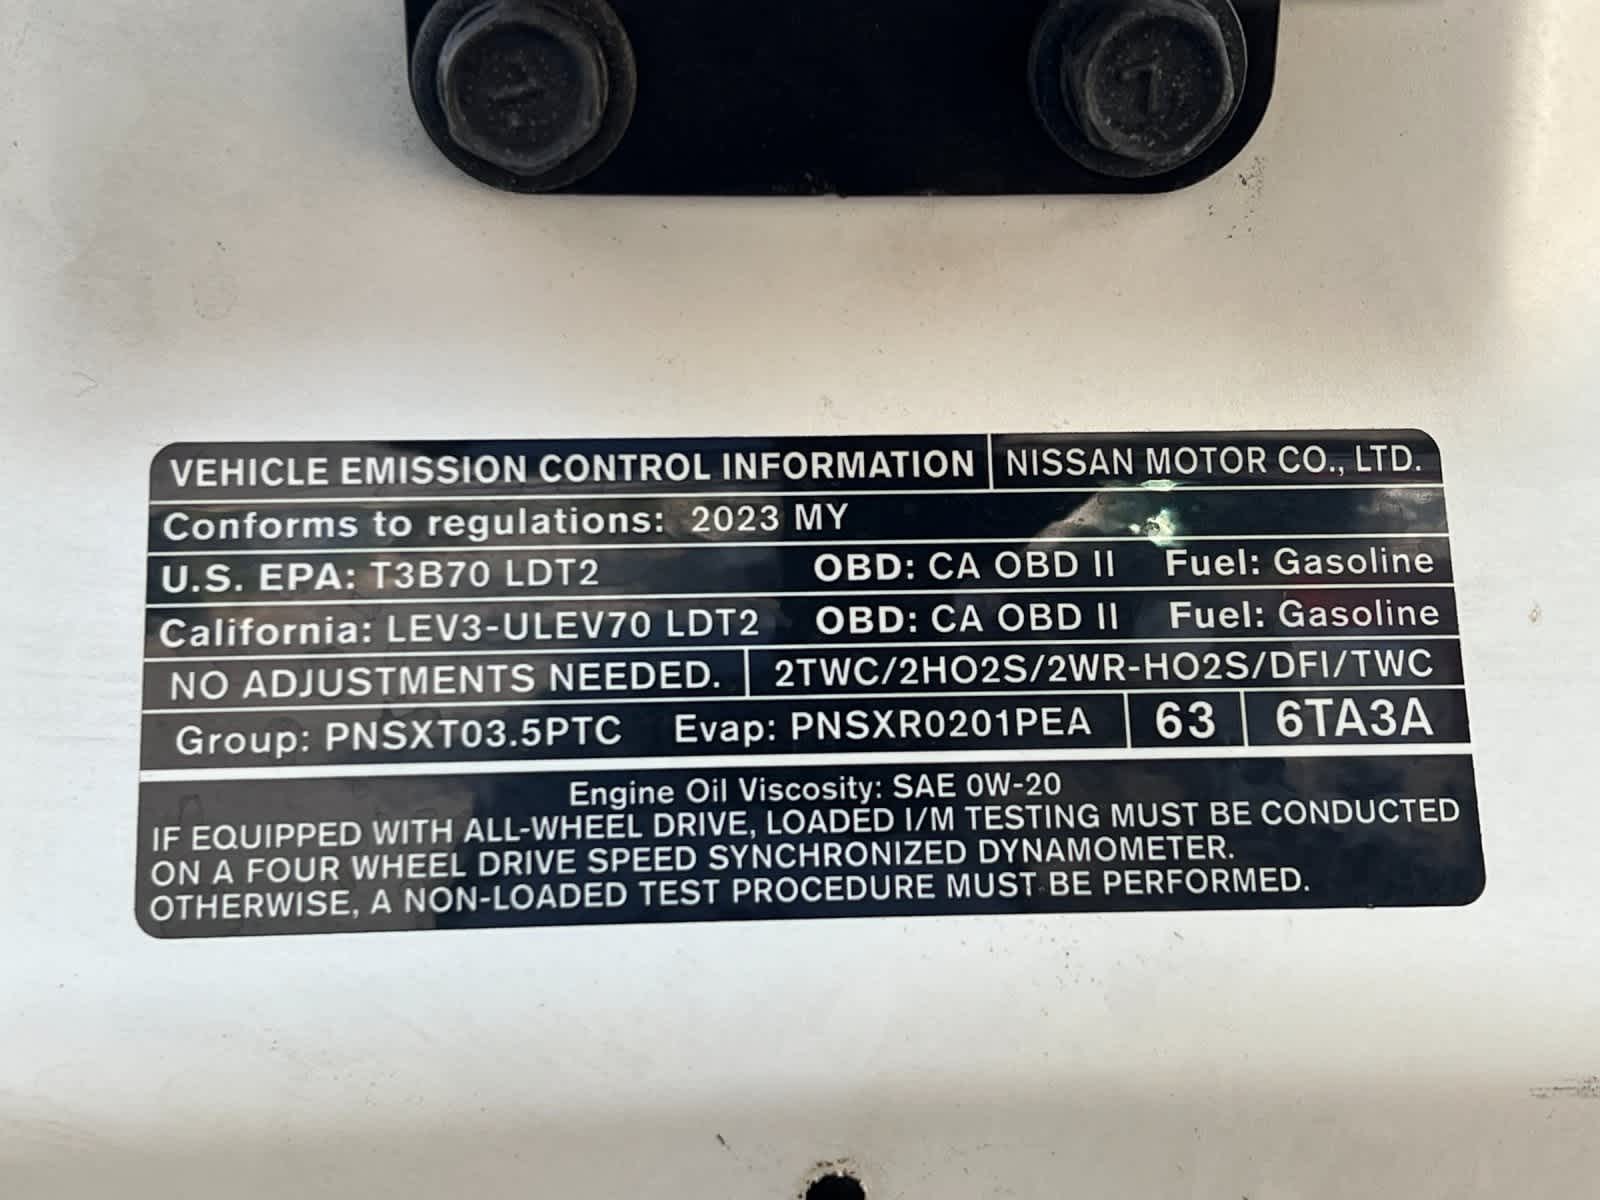 VEHICLE EMISSION CONTROL INFORMATION NISSAN MOTOR CO., LTD.
Conforms to regulations: 2023 MY
U.S. EPA: T3B70 LDT2 OBD: CA OBD II Fuel: Gasoline
California: LEV3-ULEV70 LDT2 OBD: CA OBD II Fuel: Gasoline
NO ADJUSTMENTS NEEDED. 2TWC/2HO2S/2WR-HO2S/DFI/TWC
Group: PNSXT03.5PTC Evap: PNSXR0201PEA 63 6TA3A
Engine Oil Viscosity: SAE 0W-20
IF EQUIPPED WITH ALL-WHEEL DRIVE, LOADED I/M TESTING MUST BE CONDUCTED
ON A FOUR WHEEL DRIVE SPEED SYNCHRONIZED DYNAMOMETER.
OTHERWISE, A NON-LOADED TEST PROCEDURE MUST BE PERFORMED.